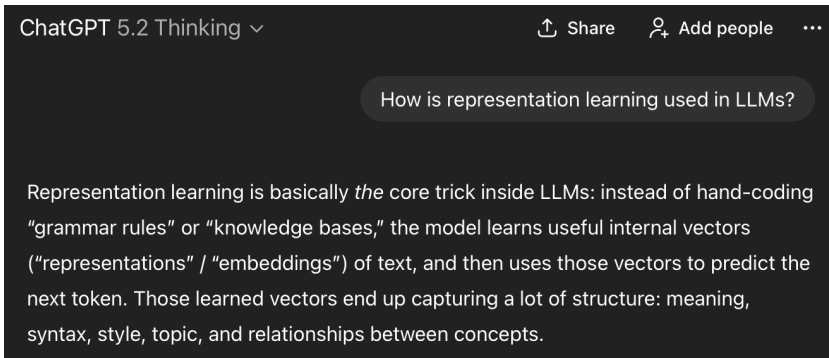 ChatGPT 5.2 Thinking Share Add people
How is representation learning used in LLMs?
Representation learning is basically the core trick inside LLMs: instead of hand-coding
“grammar rules” or “knowledge bases,” the model learns useful internal vectors
(“representations” / “embeddings”) of text, and then uses those vectors to predict the
next token. Those learned vectors end up capturing a lot of structure: meaning,
syntax, style, topic, and relationships between concepts.